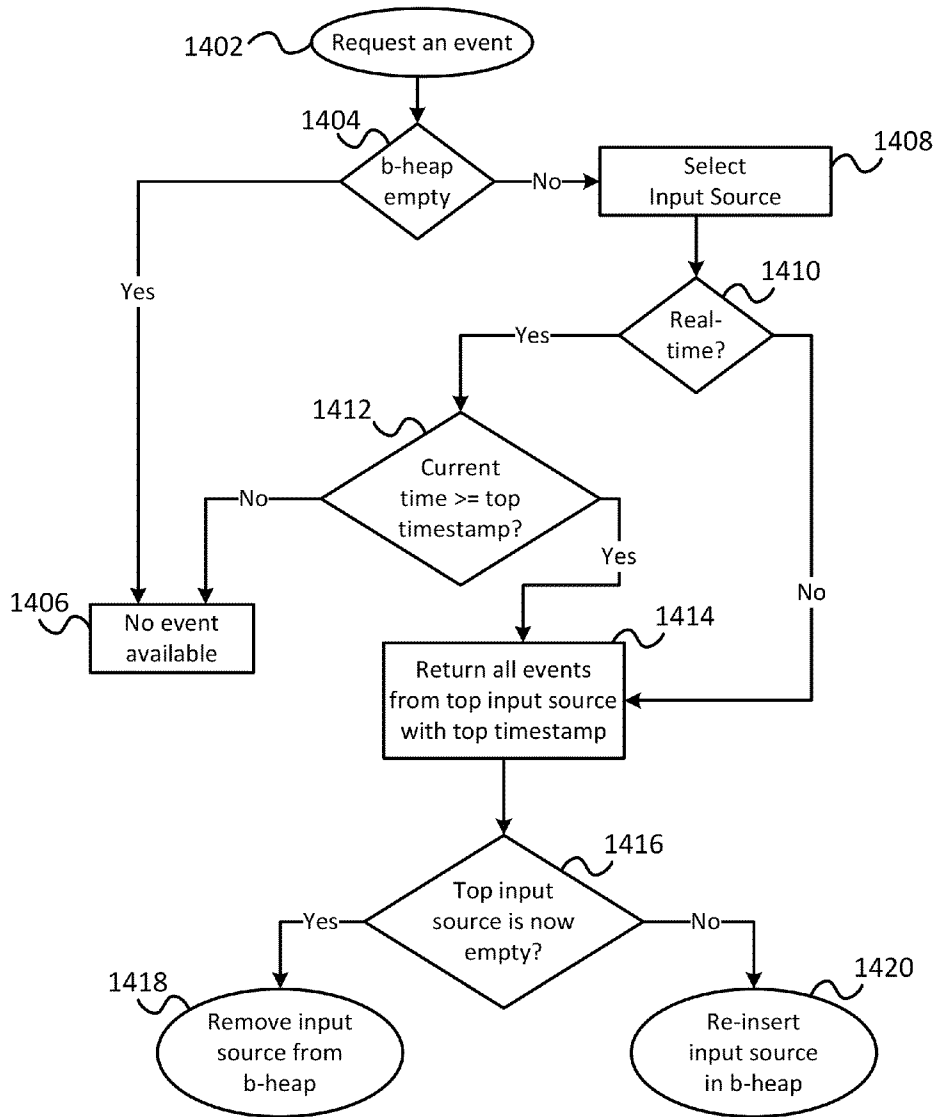 1402
Request an event
1404
b-heap
empty
No
Select
Input Source
1408
Yes
1410
Real-
time?
Yes
1412
Current
time >= top
timestamp?
No
Yes
No
1406
No event
available
1414
Return all events
from top input source
with top timestamp
1416
Top input
source is now
empty?
Yes
No
1418
Remove input
source from
b-heap
1420
Re-insert
input source
in b-heap